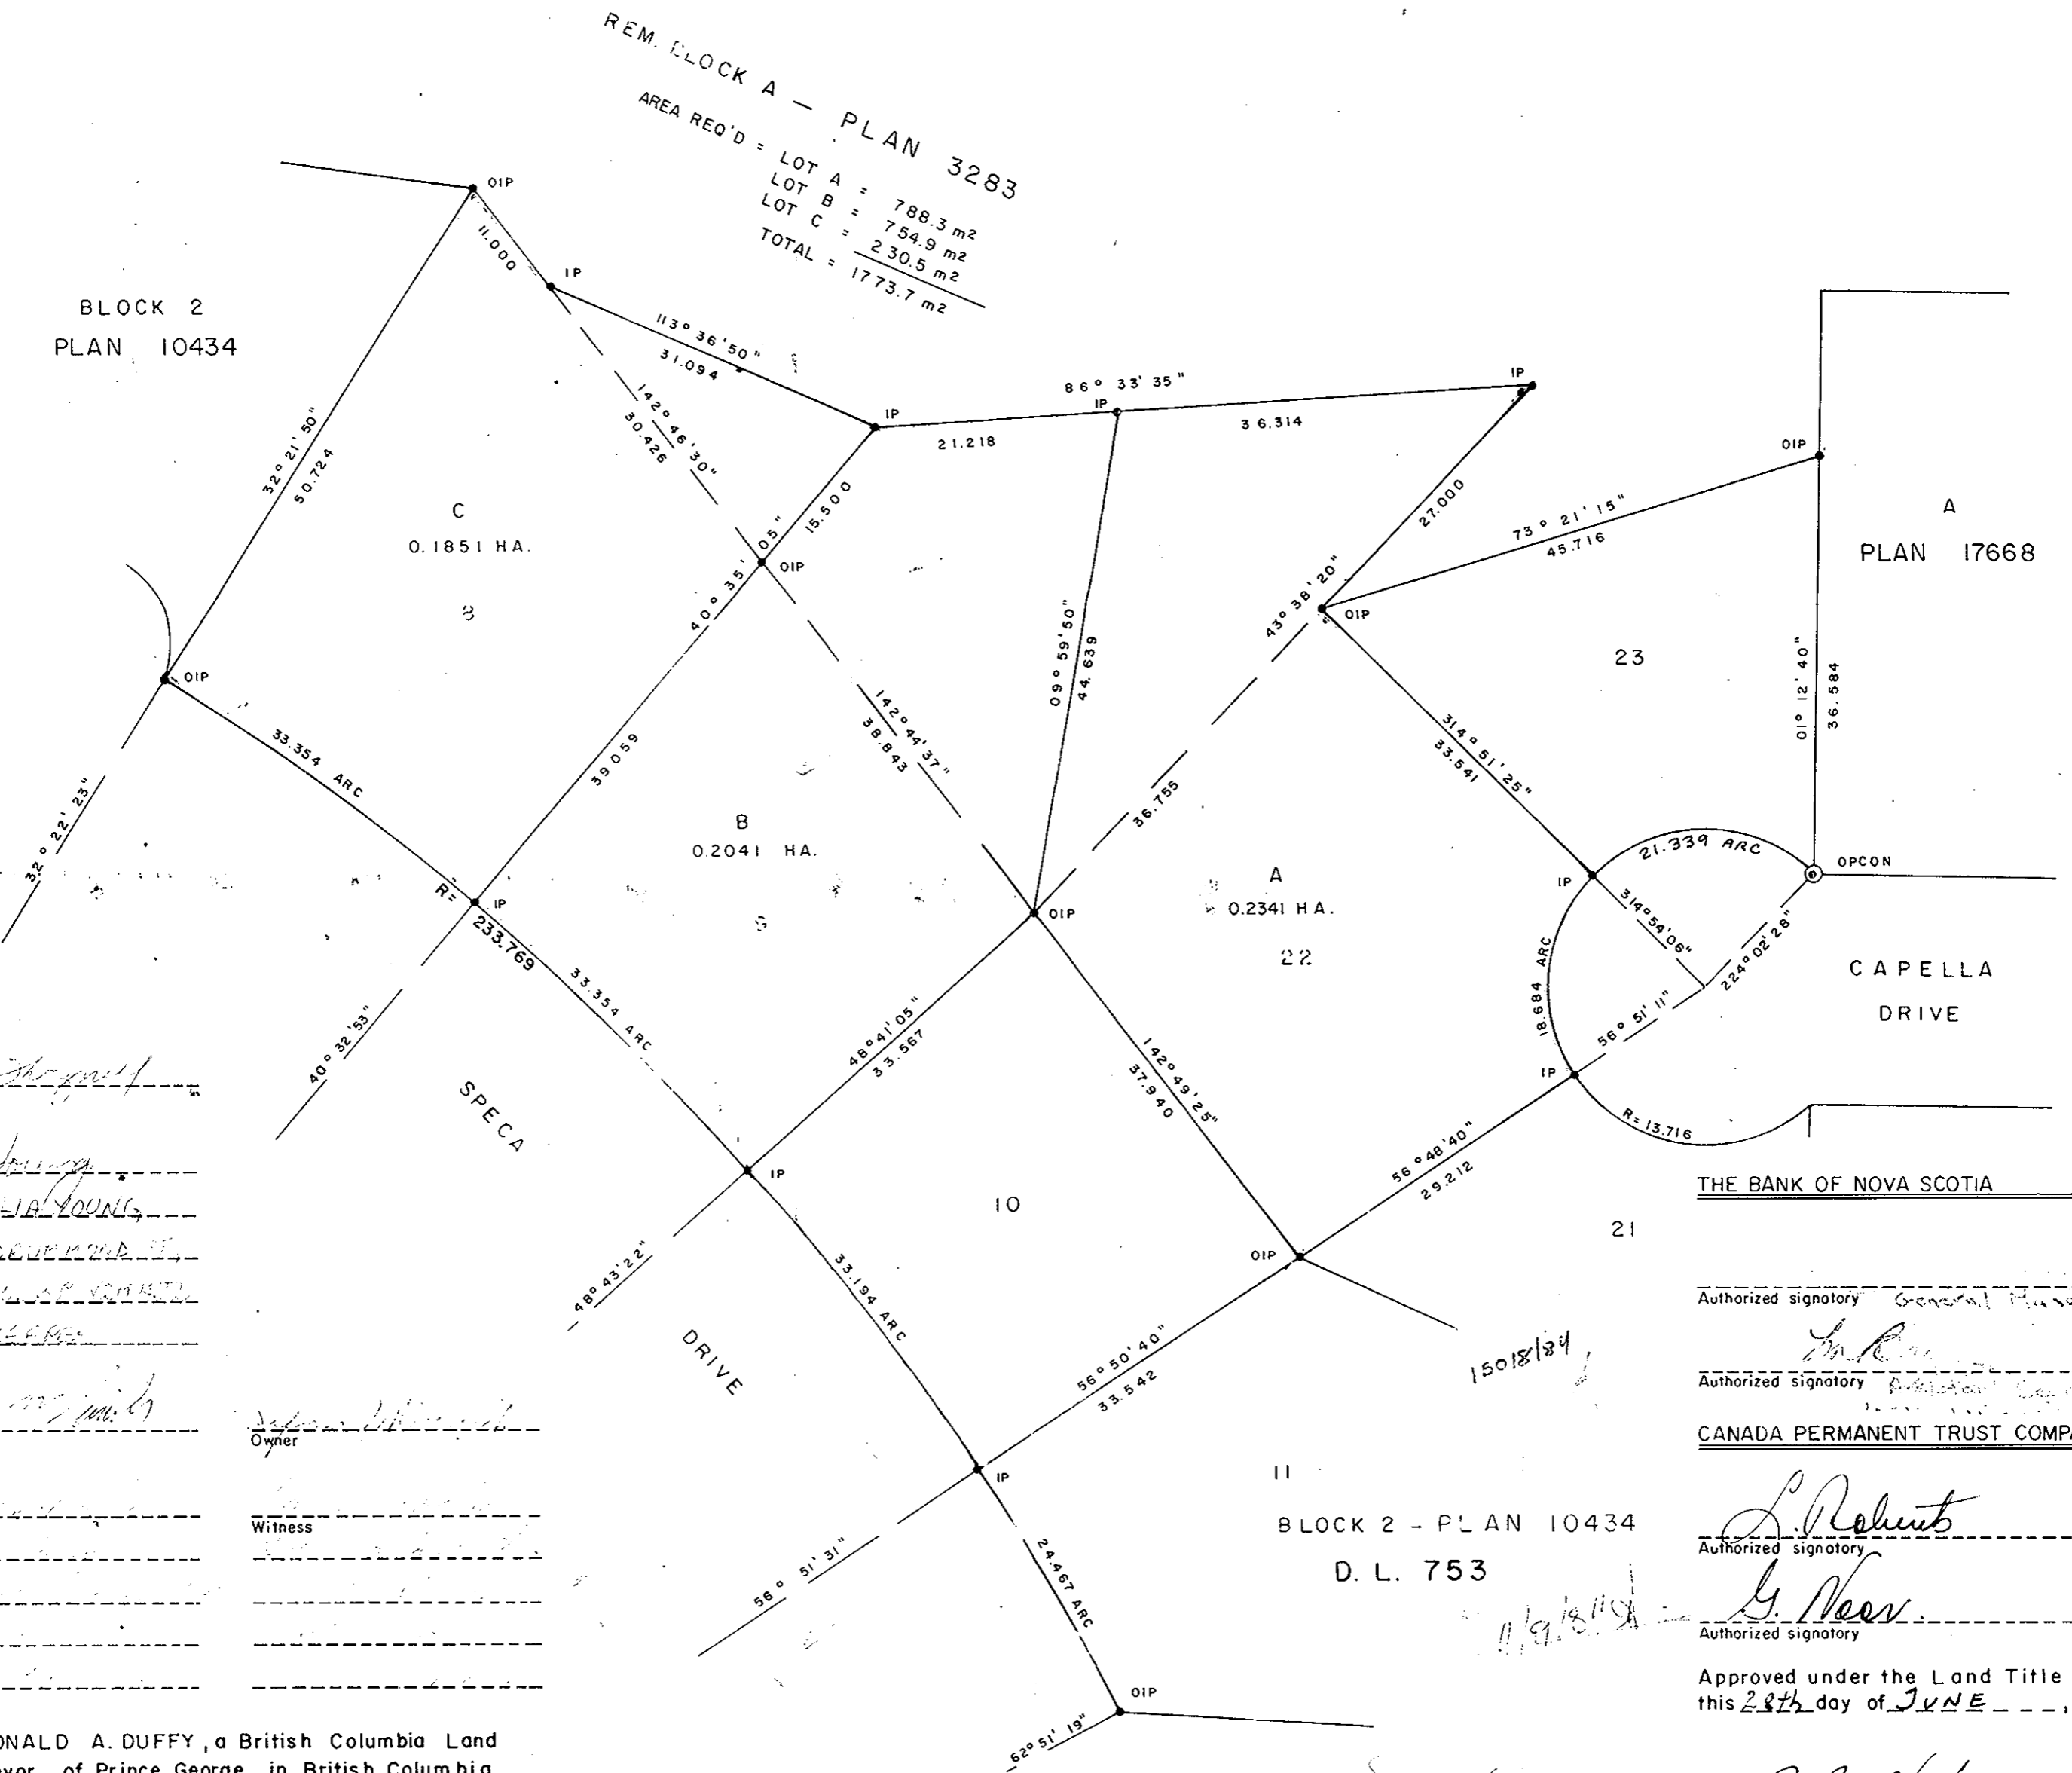 REM. BLOCK A — PLAN 3283
AREA REQ'D = LOT A = 788.3 m2
LOT B = 754.9 m2
LOT C = 230.5 m2
TOTAL = 1773.7 m2
OIP
11.000
IP
BLOCK 2
PLAN 10434
113° 36' 50"
31.094
142° 46' 30"
30.426
IP
86° 33' 35"
IP
21.218
36.314
IP
OIP
32° 21' 50"
50.724
C
0.1851 HA.
8
40° 35' 05"
15.500
OIP
27.000
73° 21' 15"
45.716
A
PLAN 17668
43° 38' 20"
OIP
09° 59' 50"
44.639
23
01° 12' 40"
36.584
OIP
33.354 ARC
39.059
142° 44' 37"
38.843
36.755
314° 51' 25"
33.541
32° 22' 23"
B
0.2041 HA.
9
A
0.2341 HA.
22
21.339 ARC
OPCON
IP
314° 54' 06"
224° 02' 28"
R= 233.769
IP
OIP
33.354 ARC
18.684 ARC
56° 51' 11"
CAPELLA
DRIVE
40° 32' 53"
48° 41' 05"
33.567
142° 49' 25"
37.940
IP
R= 13.716
SPECA
DRIVE
IP
10
56° 48' 40"
29.212
21
48° 43' 22"
33.194 ARC
OIP
56° 50' 40"
33.542
15018/84
IP
11
BLOCK 2 - PLAN 10434
D. L. 753
56° 51' 31"
24.467 ARC
OIP
62° 51' 19"
YOUNG
Owner
Witness
THE BANK OF NOVA SCOTIA
Authorized signatory General
Authorized signatory
CANADA PERMANENT TRUST COMPA
L. Roberts
Authorized signatory
G.
Authorized signatory
Approved under the Land Title
this 28th day of JUNE ,
ONALD A. DUFFY, a British Columbia Land
eyor, of Prince George, in British Columbia